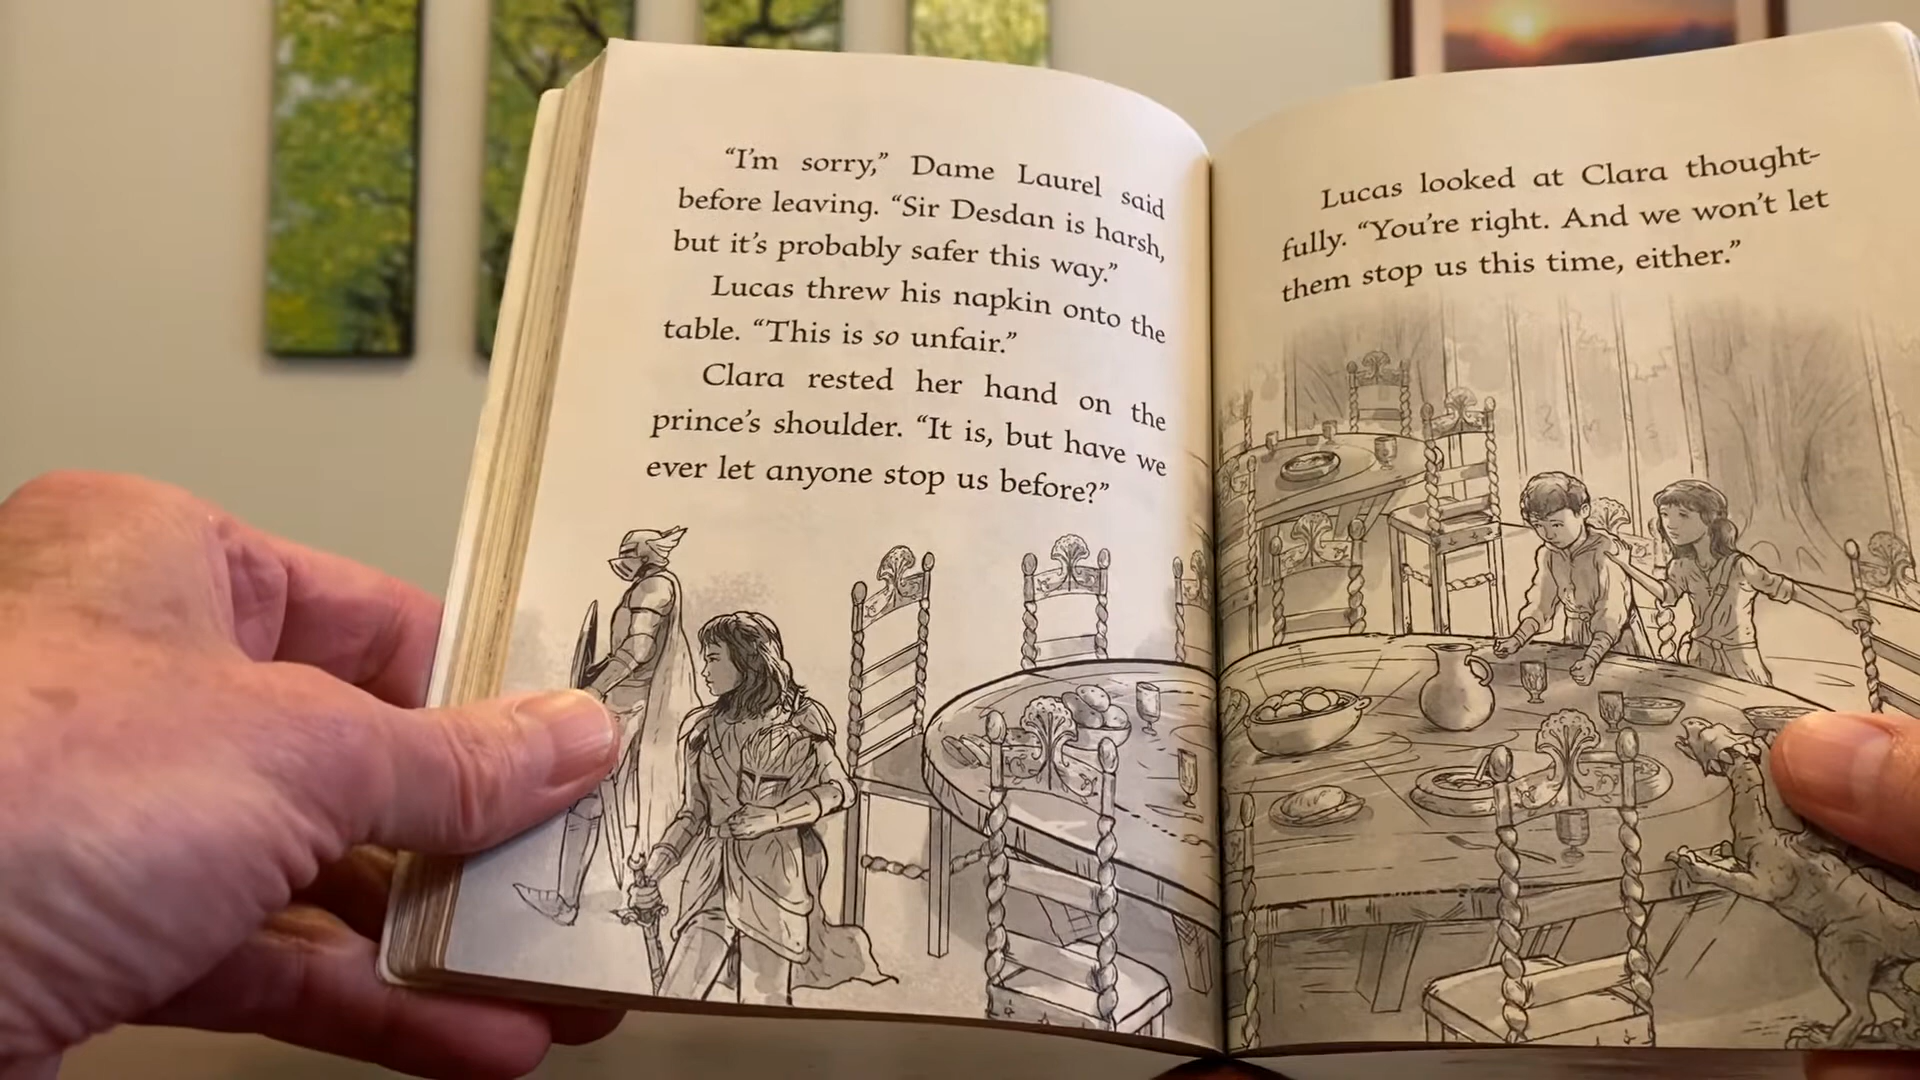 “I’m sorry,” Dame Laurel said
before leaving. “Sir Desdan is harsh,
but it’s probably safer this way.”
Lucas threw his napkin onto the
table. “This is so unfair.”
Clara rested her hand on the
prince’s shoulder. “It is, but have we
ever let anyone stop us before?”
Lucas looked at Clara thought-
fully. “You’re right. And we won’t let
them stop us this time, either.”